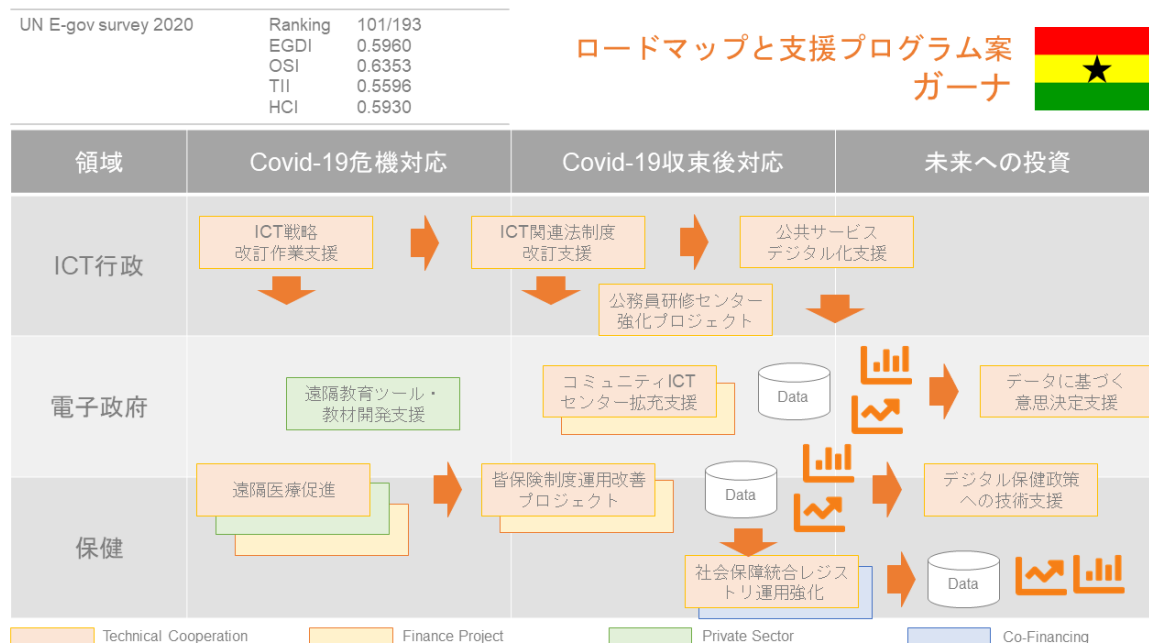 UN E-gov survey 2020
Ranking 101/193
EGDI 0.5960
OSI 0.6353
TII 0.5596
HCI 0.5930
ロードマップと支援プログラム案
ガーナ
領域 Covid-19危機対応 Covid-19収束後対応 未来への投資
ICT行政
ICT戦略
改訂作業支援
ICT関連法制度
改訂支援
公共サービス
デジタル化支援
公務員研修センター
強化プロジェクト
電子政府
遠隔教育ツール・
教材開発支援
コミュニティICT
センター拡充支援
Data
データに基づく
意思決定支援
保健
遠隔医療促進
皆保険制度運用改善
プロジェクト
Data
デジタル保健政策
への技術支援
社会保障統合レジス
トリ運用強化
Data
Technical Cooperation Finance Project Private Sector Co-Financing